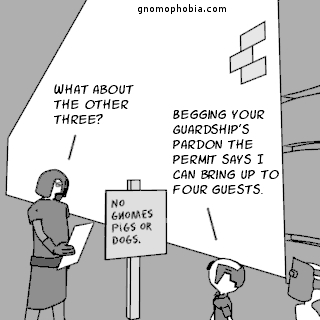 gnomophobia.com
WHAT ABOUT
THE OTHER
THREE?
BEGGING YOUR
GUARDSHIP'S
PARDON THE
PERMIT SAYS I
CAN BRING UP TO
FOUR GUESTS.
NO
GNOMES
PIGS OR
DOGS.